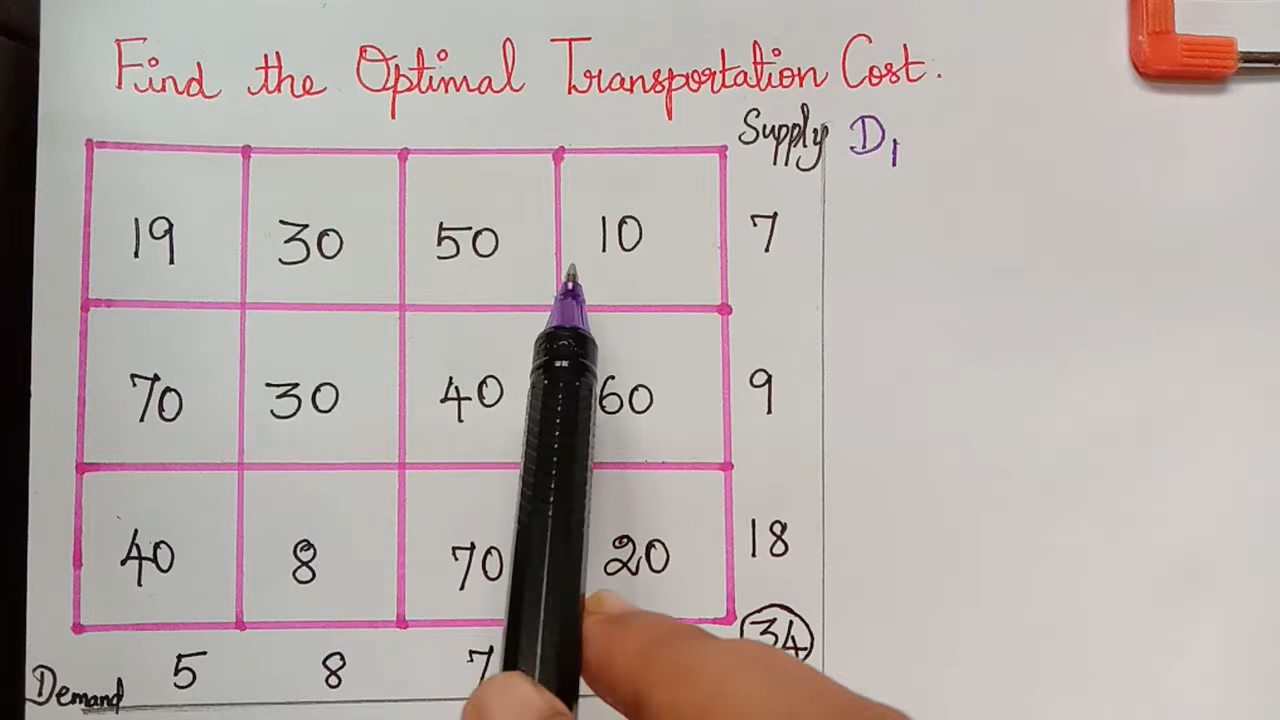 Find the Optimal Transportation Cost.
Supply D1
19 30 50 10 7
70 30 40 60 9
40 8 70 20 18
34
Demand 5 8 7